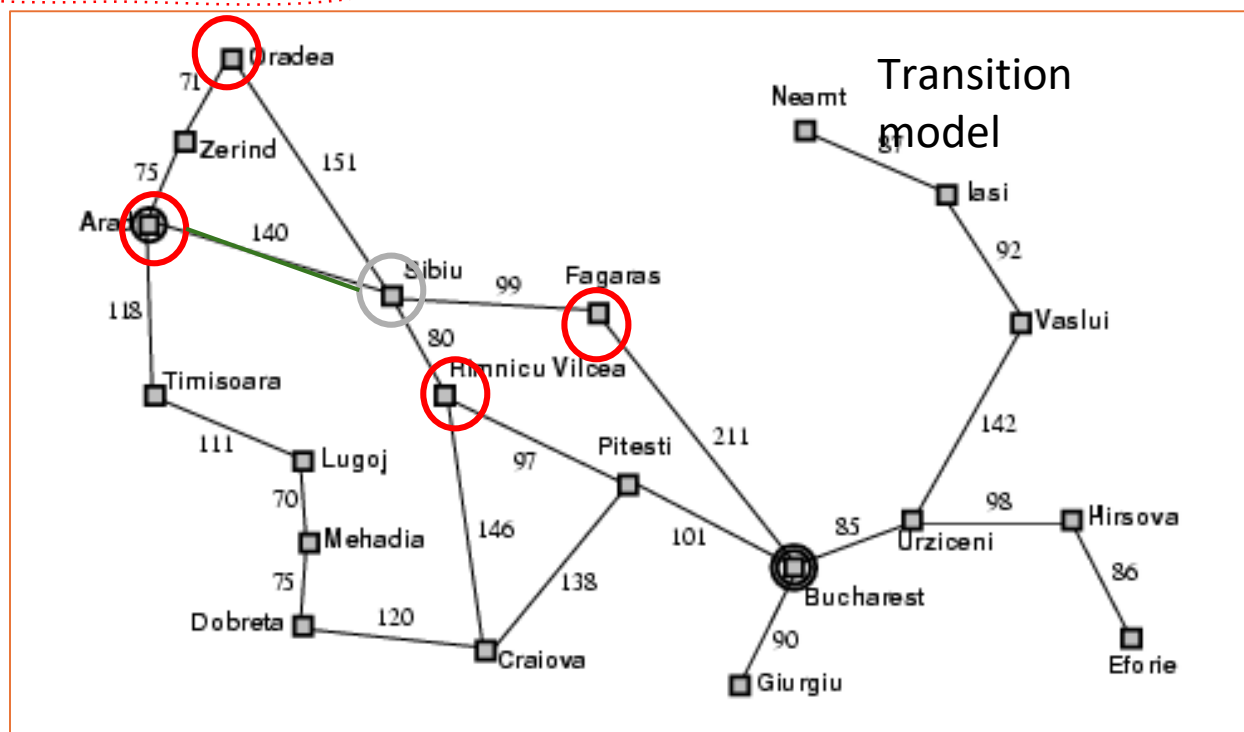 Oradea
Transition
model
71
Neamt
87
Zerind
151
75
Iasi
Arad
140
92
Sibiu
Fagaras
99
118
Vaslui
80
Rimnicu Vilcea
Timisoara
142
211
111
Pitesti
Lugoj
97
70
98
Hirsova
146
85
Mehadia
101
Urziceni
86
75
138
Bucharest
Dobreta
120
90
Craiova
Eforie
Giurgiu